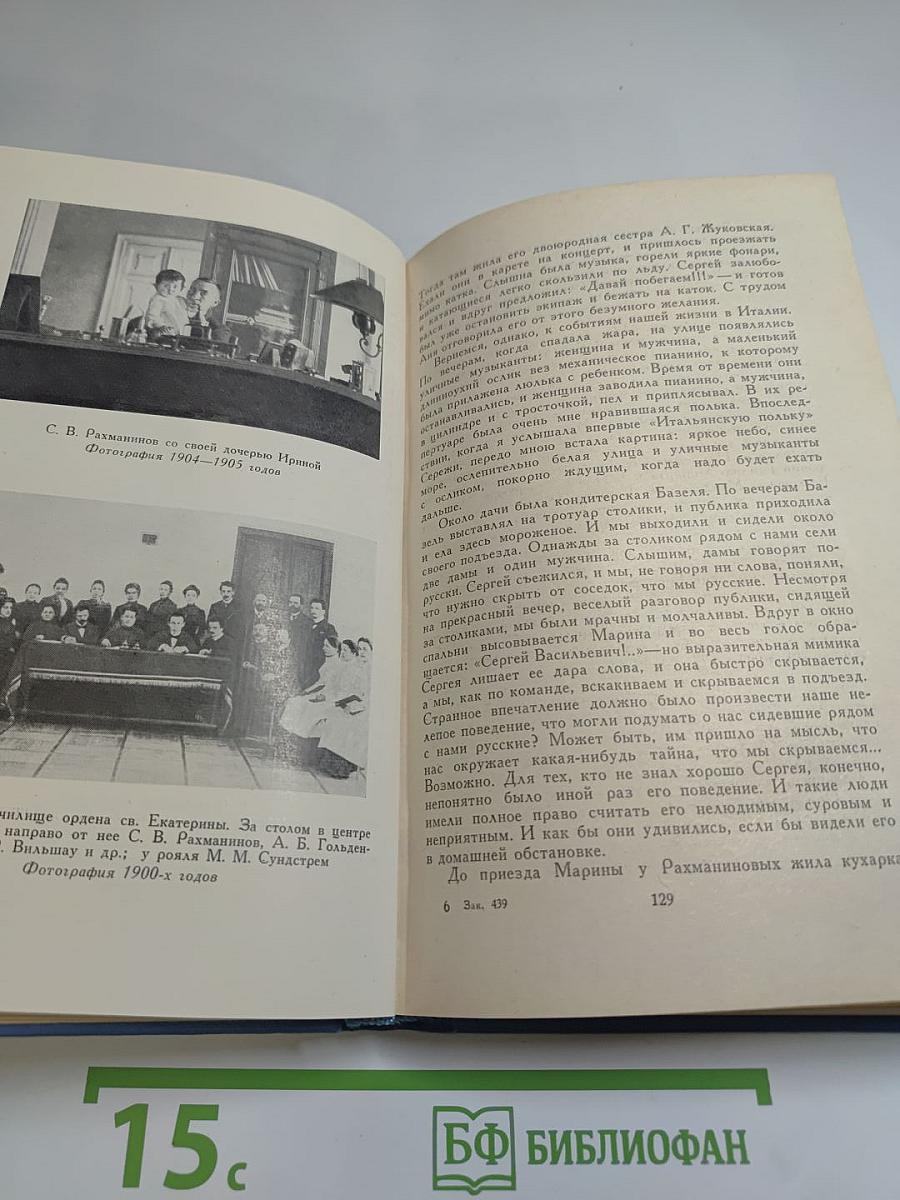 С. В. Рахманинов со своей дочерью Ириной
Фотография 1904—1905 годов
чилище ордена св. Екатерины. За столом в центре
направо от нее С. В. Рахманинов, А. Б. Гольден-
Вильшау и др.; у рояля М. М. Сундстрем
Фотография 1900-х годов
Тогда там жила его двоюродная сестра А. Г. Жуковская.
Ехали они в карете на концерт, и пришлось проезжать
мимо катка. Слышна была музыка, горели яркие фонари,
и катающиеся легко скользили по льду. Сергей залюбо-
вался и вдруг предложил: «Давай побегаем!!!» — и готов
был уже остановить экипаж и бежать на каток. С трудом
Аня отговорила его от этого безумного желания.
Вернемся, однако, к событиям нашей жизни в Италии.
По вечерам, когда спадала жара, на улице появлялись
уличные музыканты: женщина и мужчина, а маленький
длинноухий ослик вез механическое пианино, к которому
была прилажена люлька с ребенком. Время от времени они
останавливались, и женщина заводила пианино, а мужчина,
в цилиндре и с тросточкой, пел и приплясывал. В их ре-
пертуаре была очень мне нравившаяся полька. Впослед-
ствии, когда я услышала впервые «Итальянскую польку»
Сережи, передо мною встала картина: яркое небо, синее
море, ослепительно белая улица и уличные музыканты
с осликом, покорно ждущим, когда надо будет ехать
дальше.
Около дачи была кондитерская Базеля. По вечерам Ба-
зель выставлял на тротуар столики, и публика приходила
и ела здесь мороженое. И мы выходили и сидели около
своего подъезда. Однажды за столиком рядом с нами сели
две дамы и один мужчина. Слышим, дамы говорят по-
русски. Сергей съежился, и мы, не говоря ни слова, поняли,
что нужно скрыть от соседок, что мы русские. Несмотря
на прекрасный вечер, веселый разговор публики, сидящей
за столиками, мы были мрачны и молчаливы. Вдруг в окно
спальни высовывается Марина и во весь голос обра-
щается: «Сергей Васильевич!..»—но выразительная мимика
Сергея лишает ее дара слова, и она быстро скрывается,
а мы, как по команде, вскакиваем и скрываемся в подъезд.
Странное впечатление должно было произвести наше не-
лепое поведение, что могли подумать о нас сидевшие рядом
с нами русские? Может быть, им пришло на мысль, что
нас окружает какая-нибудь тайна, что мы скрываемся...
Возможно. Для тех, кто не знал хорошо Сергея, конечно,
непонятно было иной раз его поведение. И такие люди
имели полное право считать его нелюдимым, суровым и
неприятным. И как бы они удивились, если бы видели его
в домашней обстановке.
До приезда Марины у Рахманиновых жила кухарка
6 Зак. 439
129
15 с
БФ БИБЛИОФАН